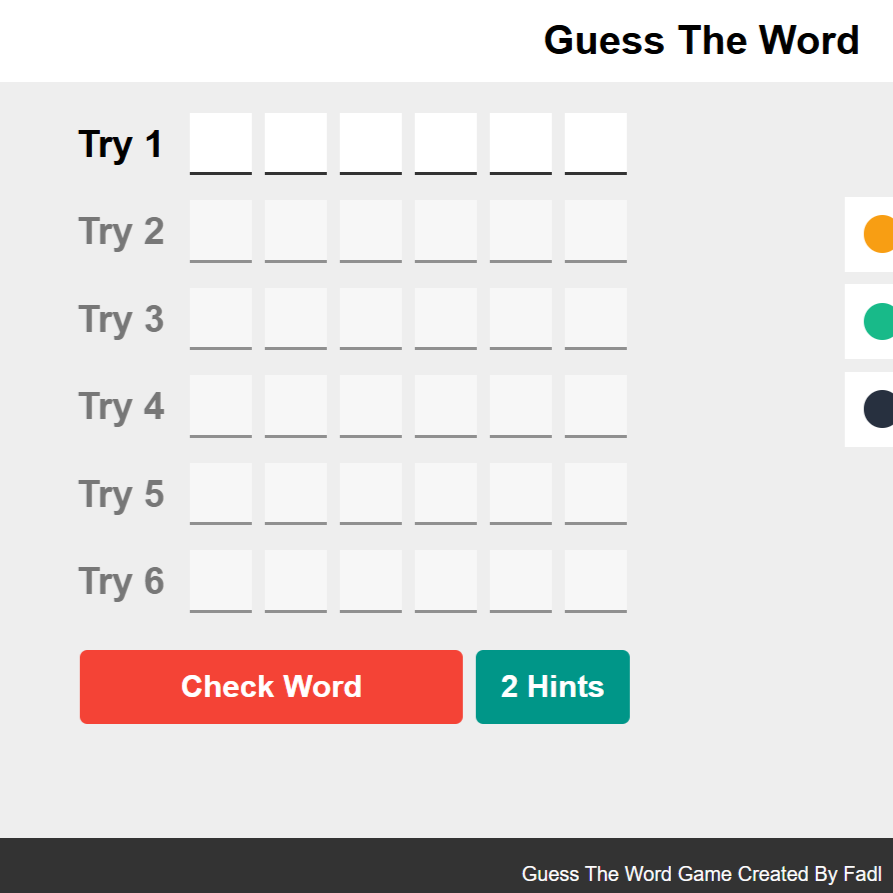 Guess The Word
Try 1
Try 2
Try 3
Try 4
Try 5
Try 6
Check Word
2 Hints
Guess The Word Game Created By Fadl